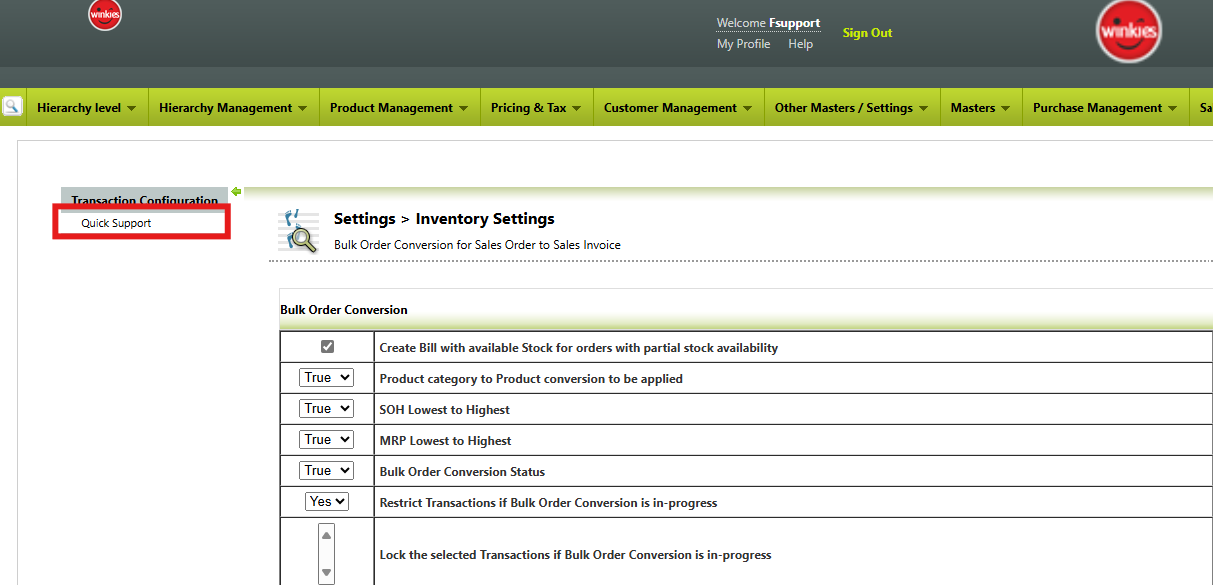 winkies
Welcome Fsupport
My Profile Help
Sign Out
winkies
Hierarchy level Hierarchy Management Product Management Pricing & Tax Customer Management Other Masters / Settings Masters Purchase Management Sa
Transaction Configuration
Quick Support
Settings > Inventory Settings
Bulk Order Conversion for Sales Order to Sales Invoice
Bulk Order Conversion
Create Bill with available Stock for orders with partial stock availability
True Product category to Product conversion to be applied
True SOH Lowest to Highest
True MRP Lowest to Highest
True Bulk Order Conversion Status
Yes Restrict Transactions if Bulk Order Conversion is in-progress
Lock the selected Transactions if Bulk Order Conversion is in-progress